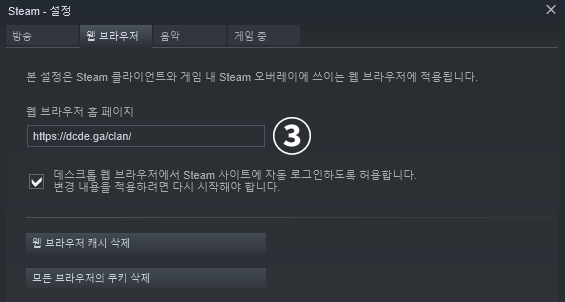 Steam - 설정
방송 웹 브라우저 음악 게임 중
본 설정은 Steam 클라이언트와 게임 내 Steam 오버레이에 쓰이는 웹 브라우저에 적용됩니다.
웹 브라우저 홈 페이지
https://dcde.ga/clan/
3
데스크톱 웹 브라우저에서 Steam 사이트에 자동 로그인하도록 허용합니다.
변경 내용을 적용하려면 다시 시작해야 합니다.
웹 브라우저 캐시 삭제
모든 브라우저의 쿠키 삭제